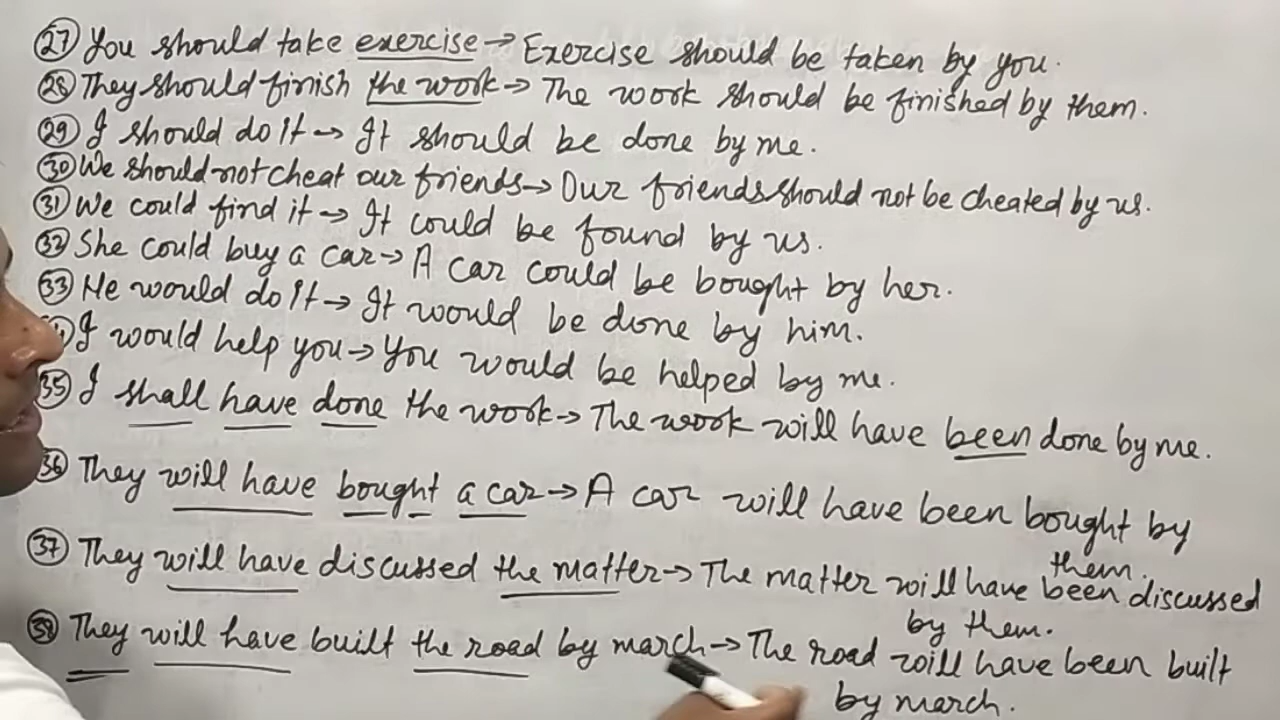 (27) You should take exercise → Exercise should be taken by you.
(28) They should finish the work → The work should be finished by them.
(29) I should do it → It should be done by me.
(30) We should not cheat our friends → Our friends should not be cheated by us.
(31) We could find it → It could be found by us.
(32) She could buy a car → A car could be bought by her.
(33) He would do it → It would be done by him.
I would help you → You would be helped by me.
(35) I shall have done the work → The work will have been done by me.
(36) They will have bought a car → A car will have been bought by
them.
(37) They will have discussed the matter → The matter will have been discussed
by them.
(38) They will have built the road by march → The road will have been built
by march.